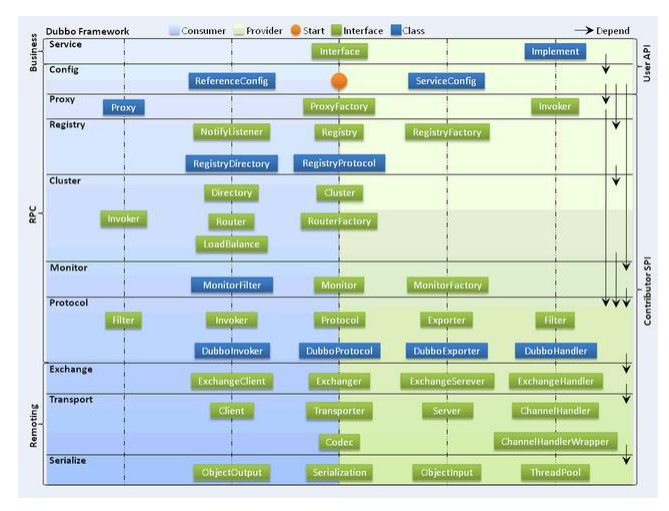 Dubbo Framework
Consumer
Provider
Start
Interface
Class
Depend
Business
RPC
Remoting
User API
Contributor SPI
Service
Interface
Implement
Config
ReferenceConfig
ServiceConfig
Proxy
Proxy
ProxyFactory
Invoker
Registry
NotifyListener
Registry
RegistryFactory
RegistryDirectory
RegistryProtocol
Cluster
Directory
Cluster
Invoker
Router
RouterFactory
LoadBalance
Monitor
MonitorFilter
Monitor
MonitorFactory
Protocol
Filter
Invoker
Protocol
Exporter
Filter
DubboInvoker
DubboProtocol
DubboExporter
DubboHandler
Exchange
ExchangeClient
Exchanger
ExchangeSerever
ExchangeHandler
Transport
Client
Transporter
Server
ChannelHandler
Codec
ChannelHandlerWrapper
Serialize
ObjectOutput
Serialization
ObjectInput
ThreadPool